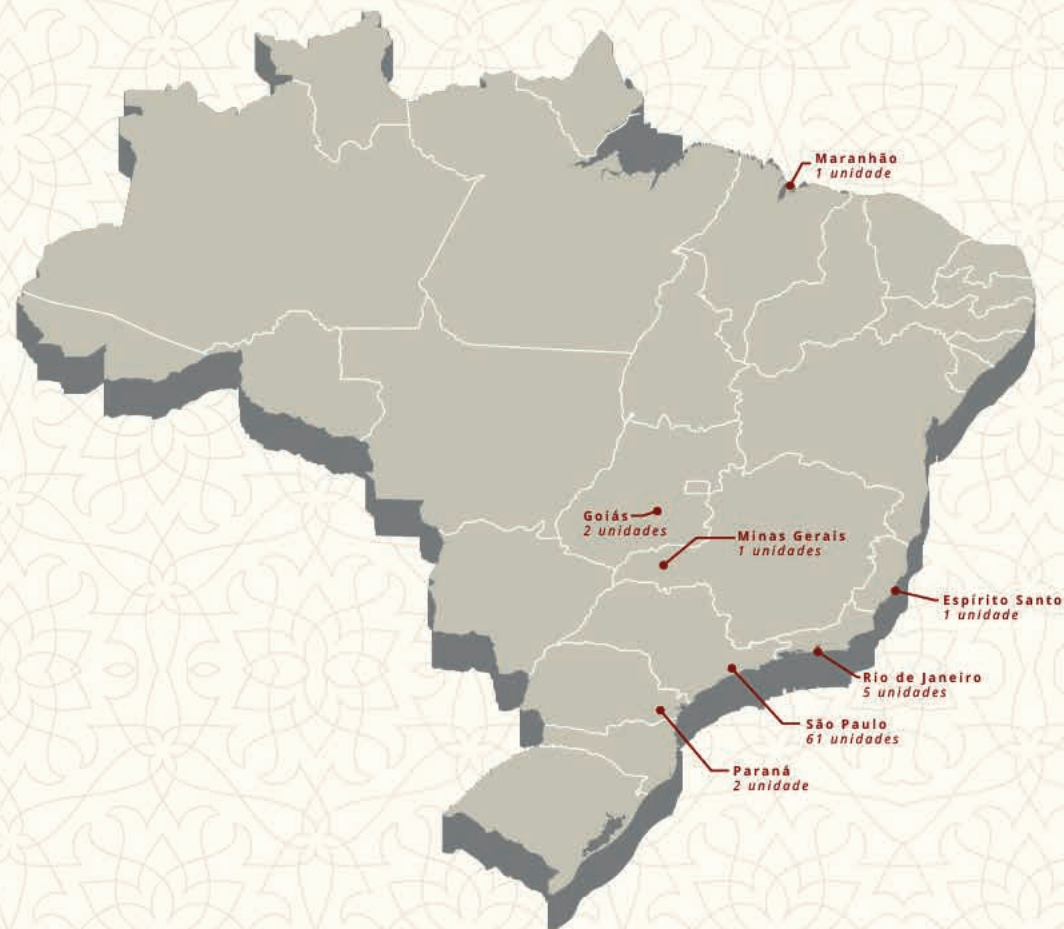 Maranhão
1 unidade
Goiás
2 unidades
Minas Gerais
1 unidades
Espírito Santo
1 unidade
Rio de Janeiro
5 unidades
São Paulo
61 unidades
Paraná
2 unidade